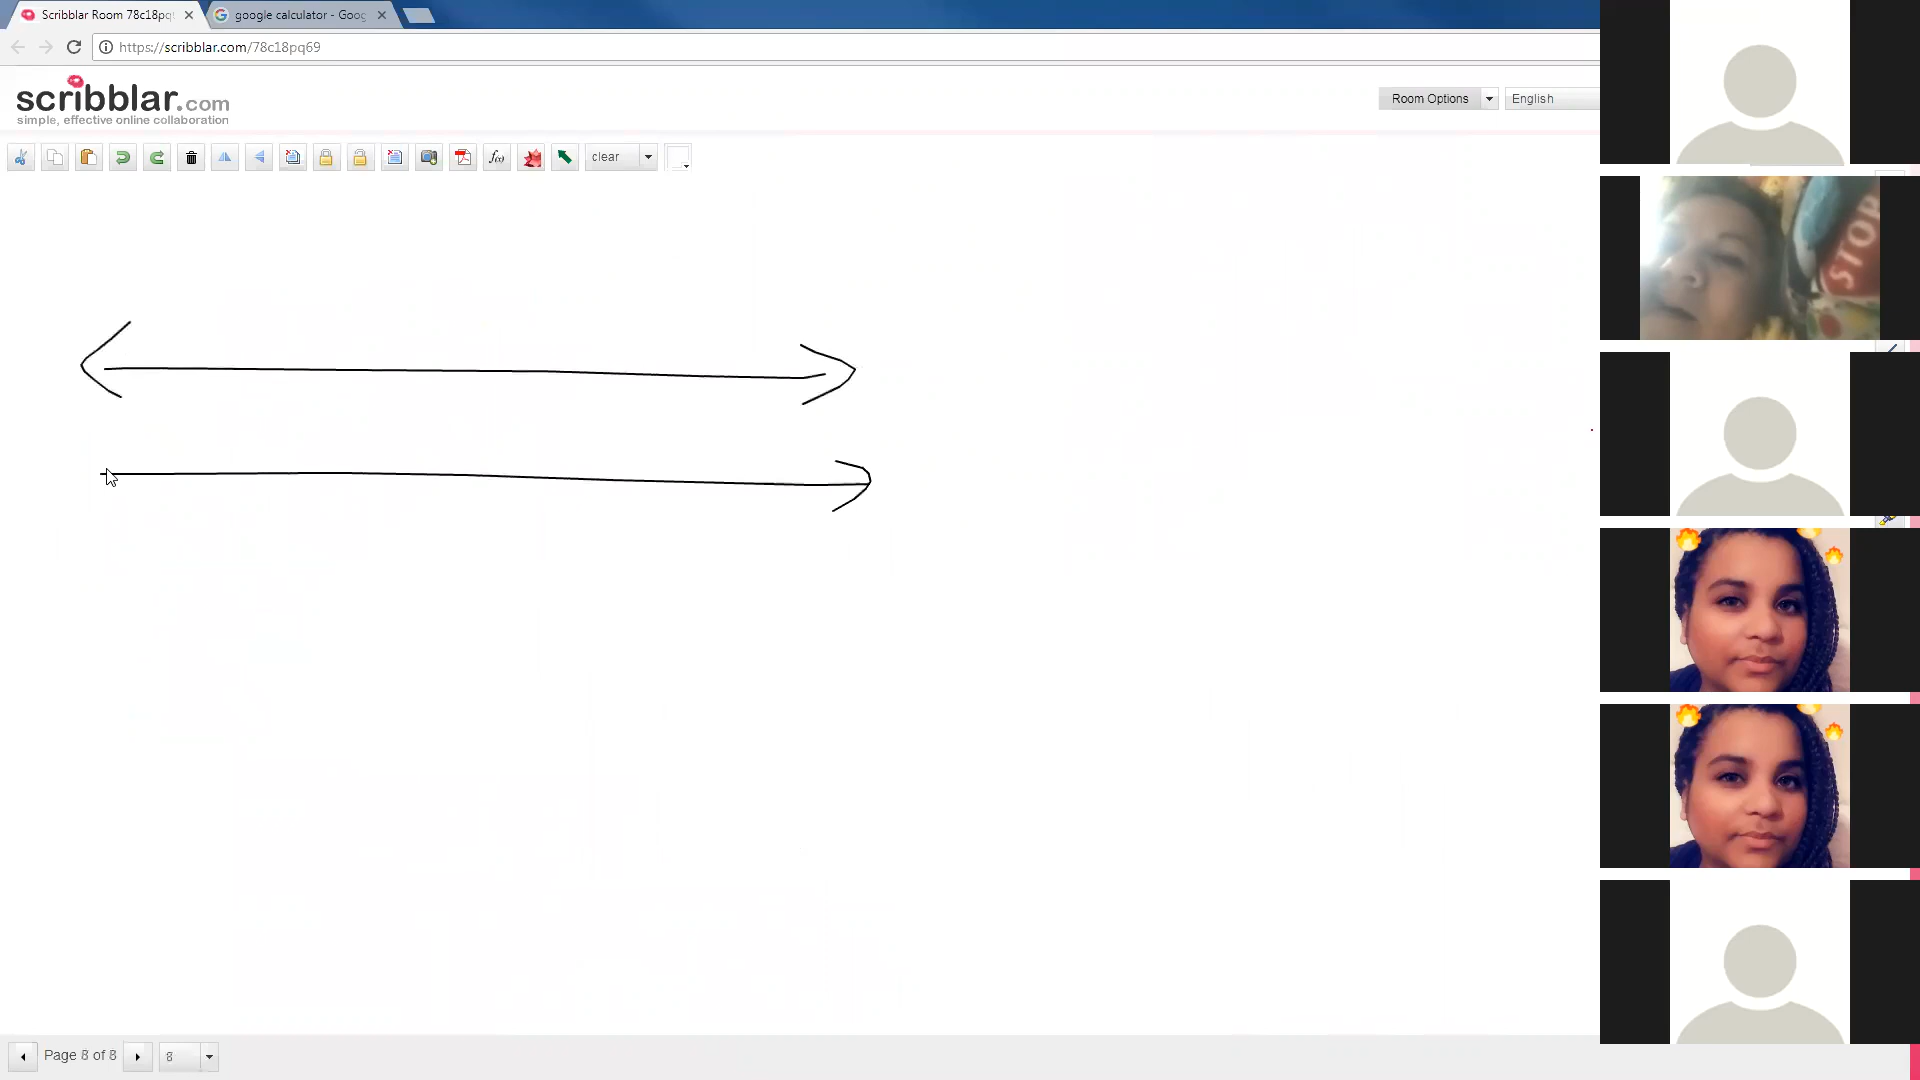 Scribblar Room 78c18pq
google calculator - Goog
https://scribblar.com/78c18pq69
scribblar.com
simple, effective online collaboration
Room Options
English
f(x)
clear
STOP
Page 8 of 8
8